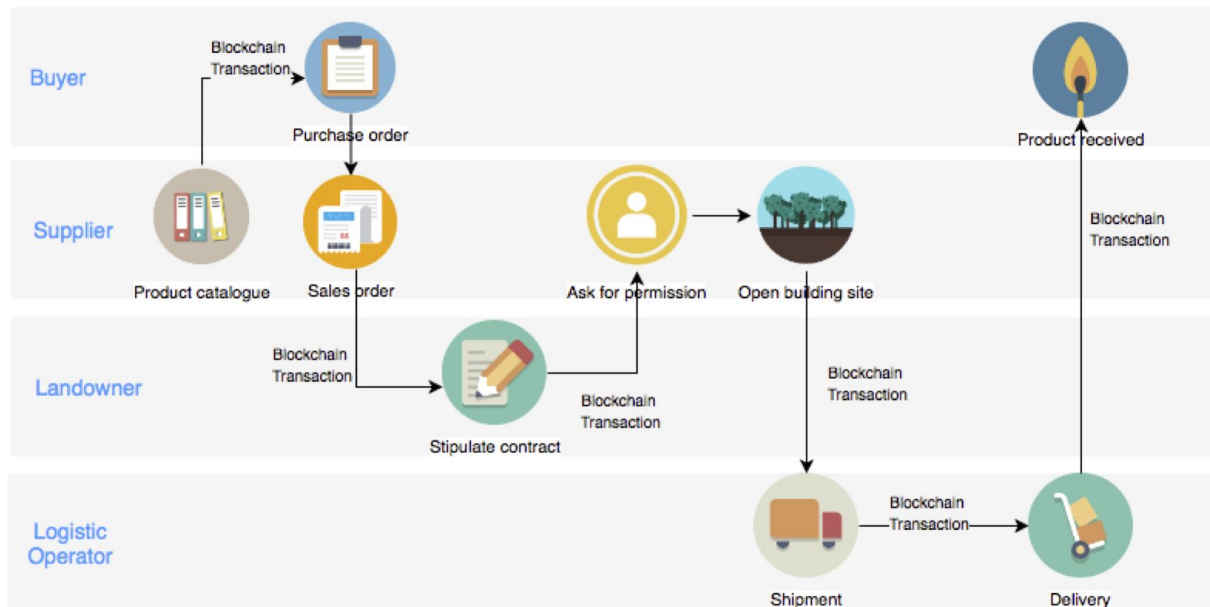 Blockchain
Transaction
Buyer
Purchase order
Product received
Supplier
Blockchain
Transaction
Product catalogue
Sales order
Ask for permission
Open building site
Blockchain
Transaction
Landowner
Blockchain
Transaction
Blockchain
Transaction
Stipulate contract
Blockchain
Transaction
Logistic
Operator
Shipment
Delivery